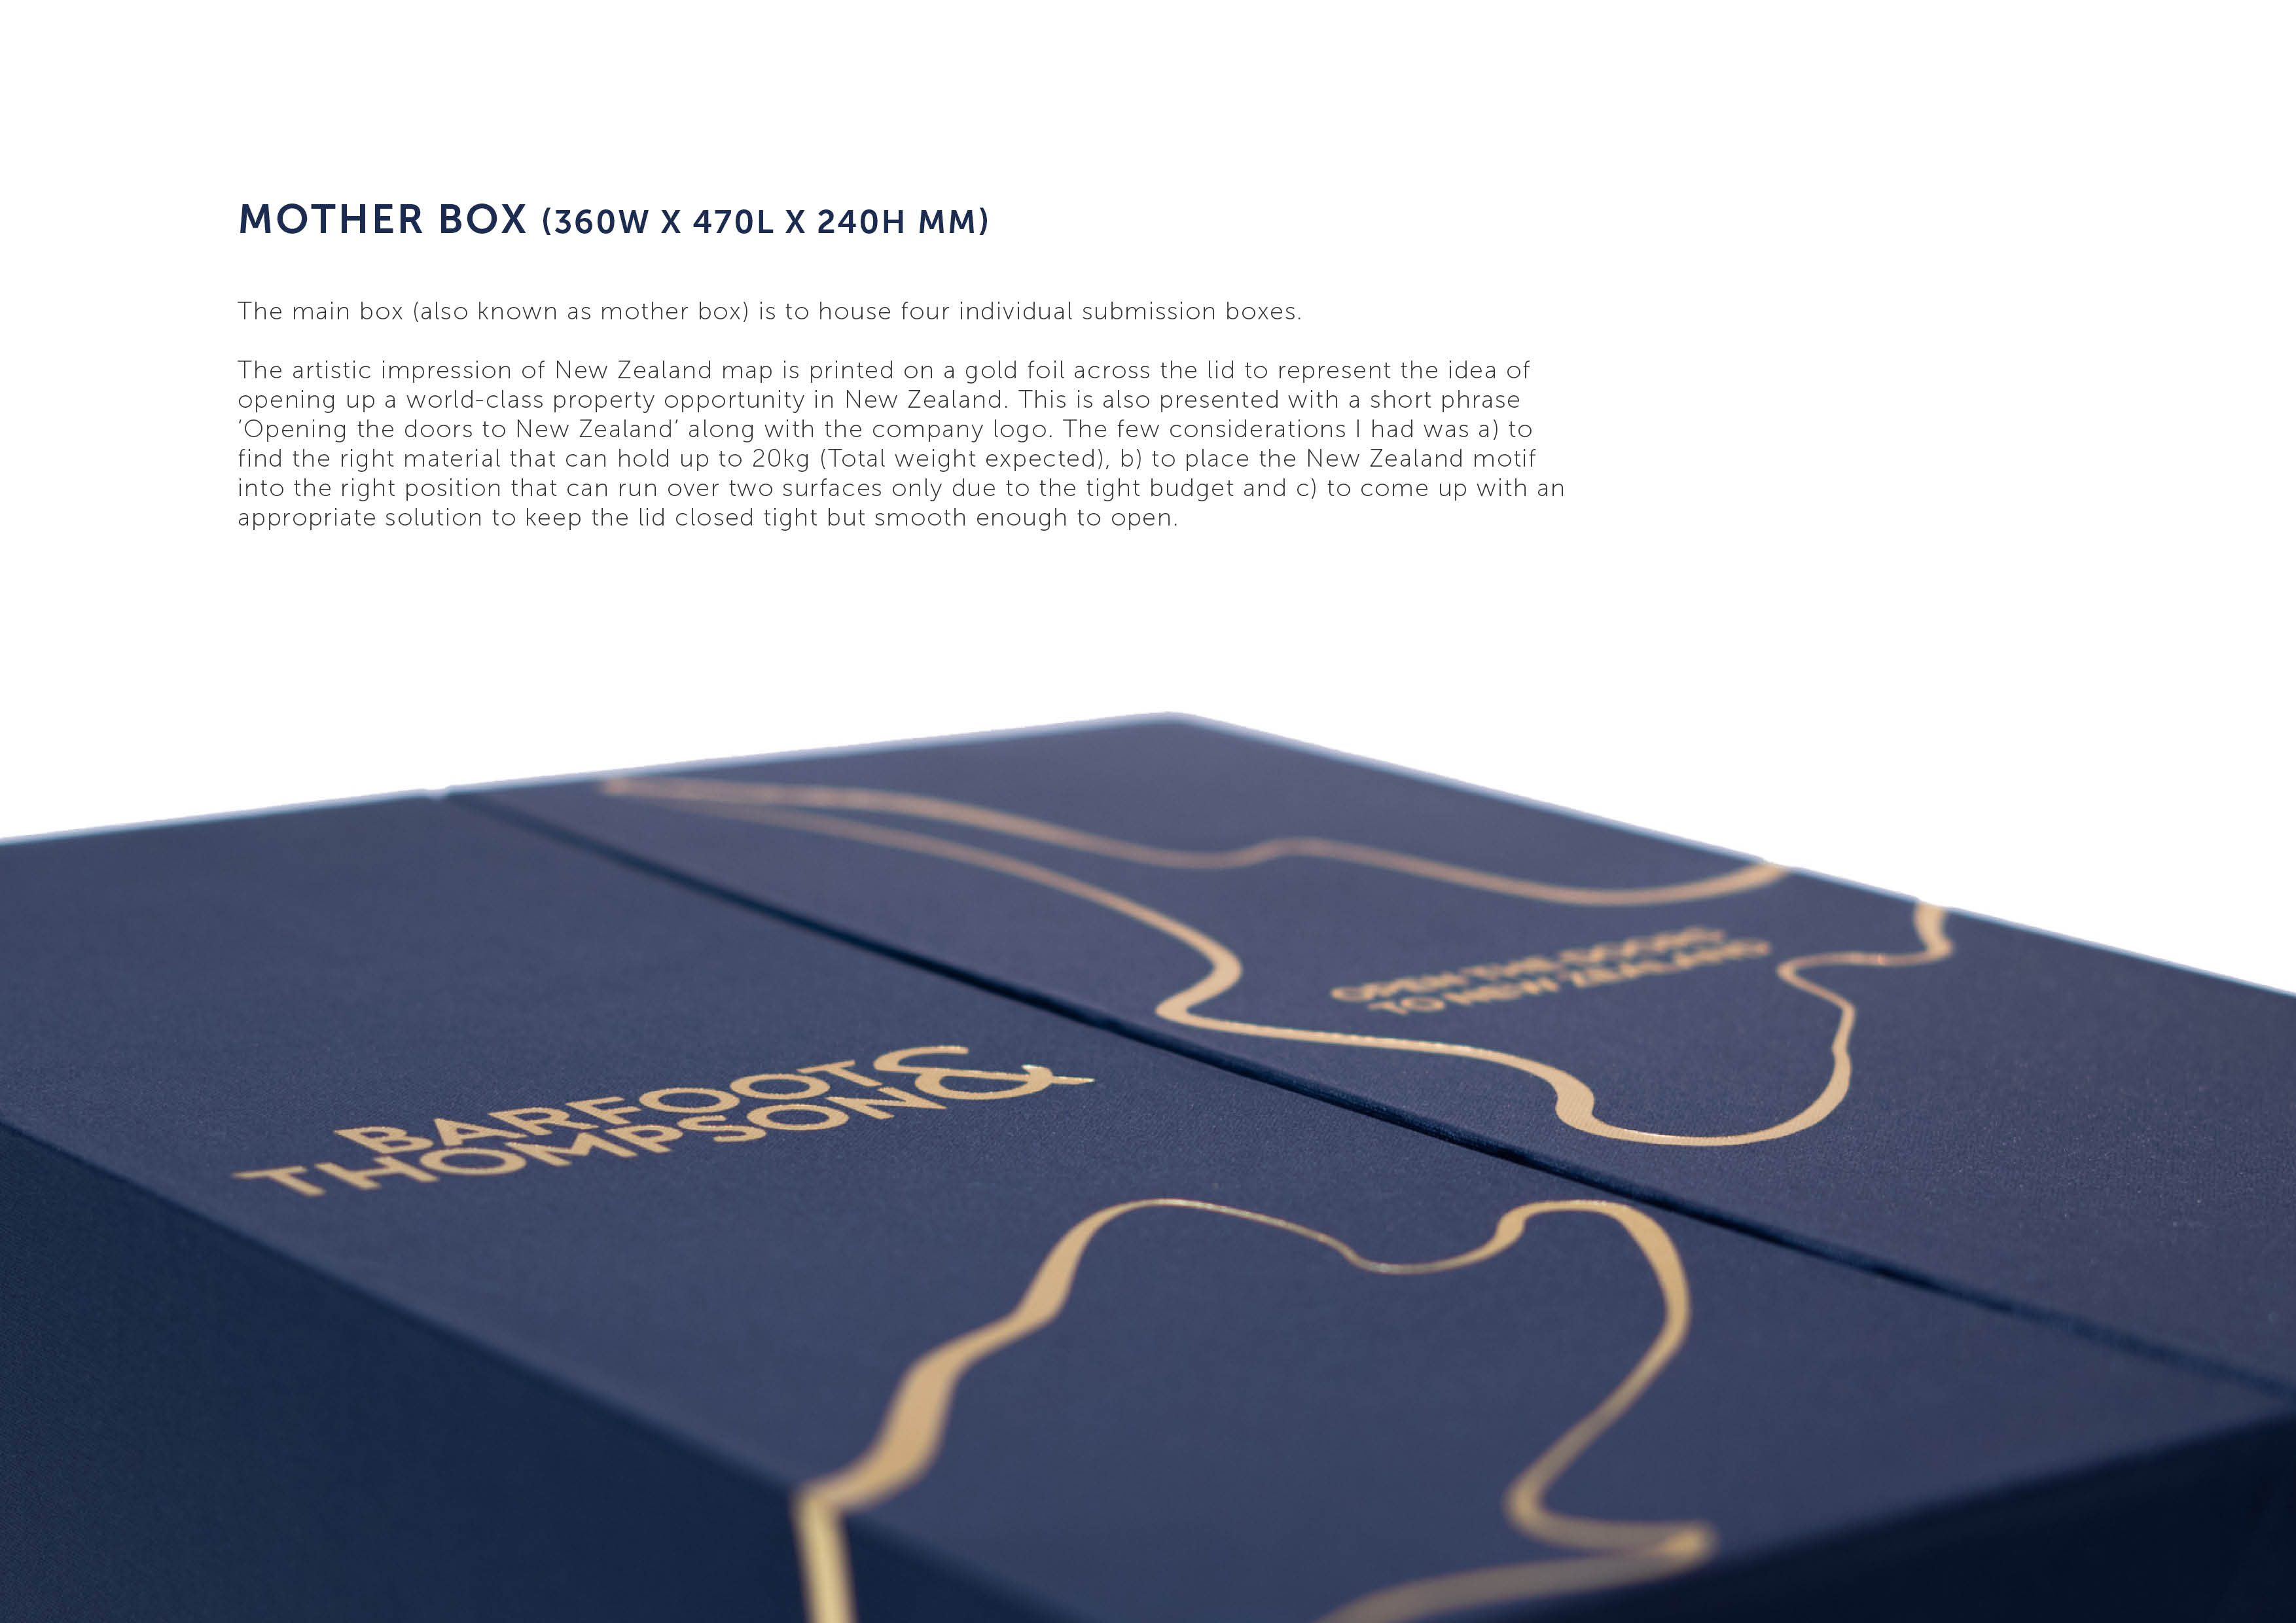 MOTHER BOX (360W X 470L X 240H MM)
The main box (also known as mother box) is to house four individual submission boxes.
The artistic impression of New Zealand map is printed on a gold foil across the lid to represent the idea of
opening up a world-class property opportunity in New Zealand. This is also presented with a short phrase
‘Opening the doors to New Zealand’ along with the company logo. The few considerations I had was a) to
find the right material that can hold up to 20kg (Total weight expected), b) to place the New Zealand motif
into the right position that can run over two surfaces only due to the tight budget and c) to come up with an
appropriate solution to keep the lid closed tight but smooth enough to open.
OPEN THE DOORS
TO NEW ZEALAND
BARFOOT &
THOMPSON